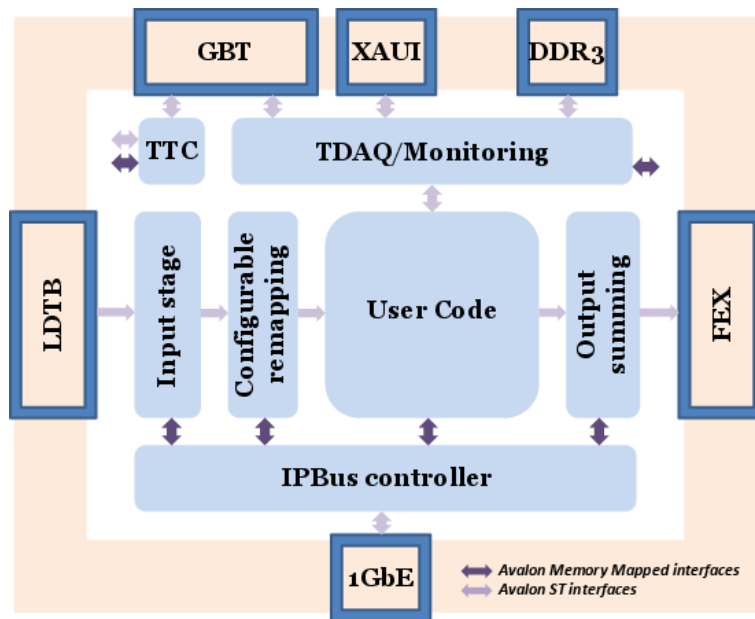 GBT
XAUI
DDR3
TTC
TDAQ/Monitoring
LDTB
Input stage
Configurable
remapping
User Code
Output
summing
FEX
IPBus controller
1GbE
Avalon Memory Mapped interfaces
Avalon ST interfaces